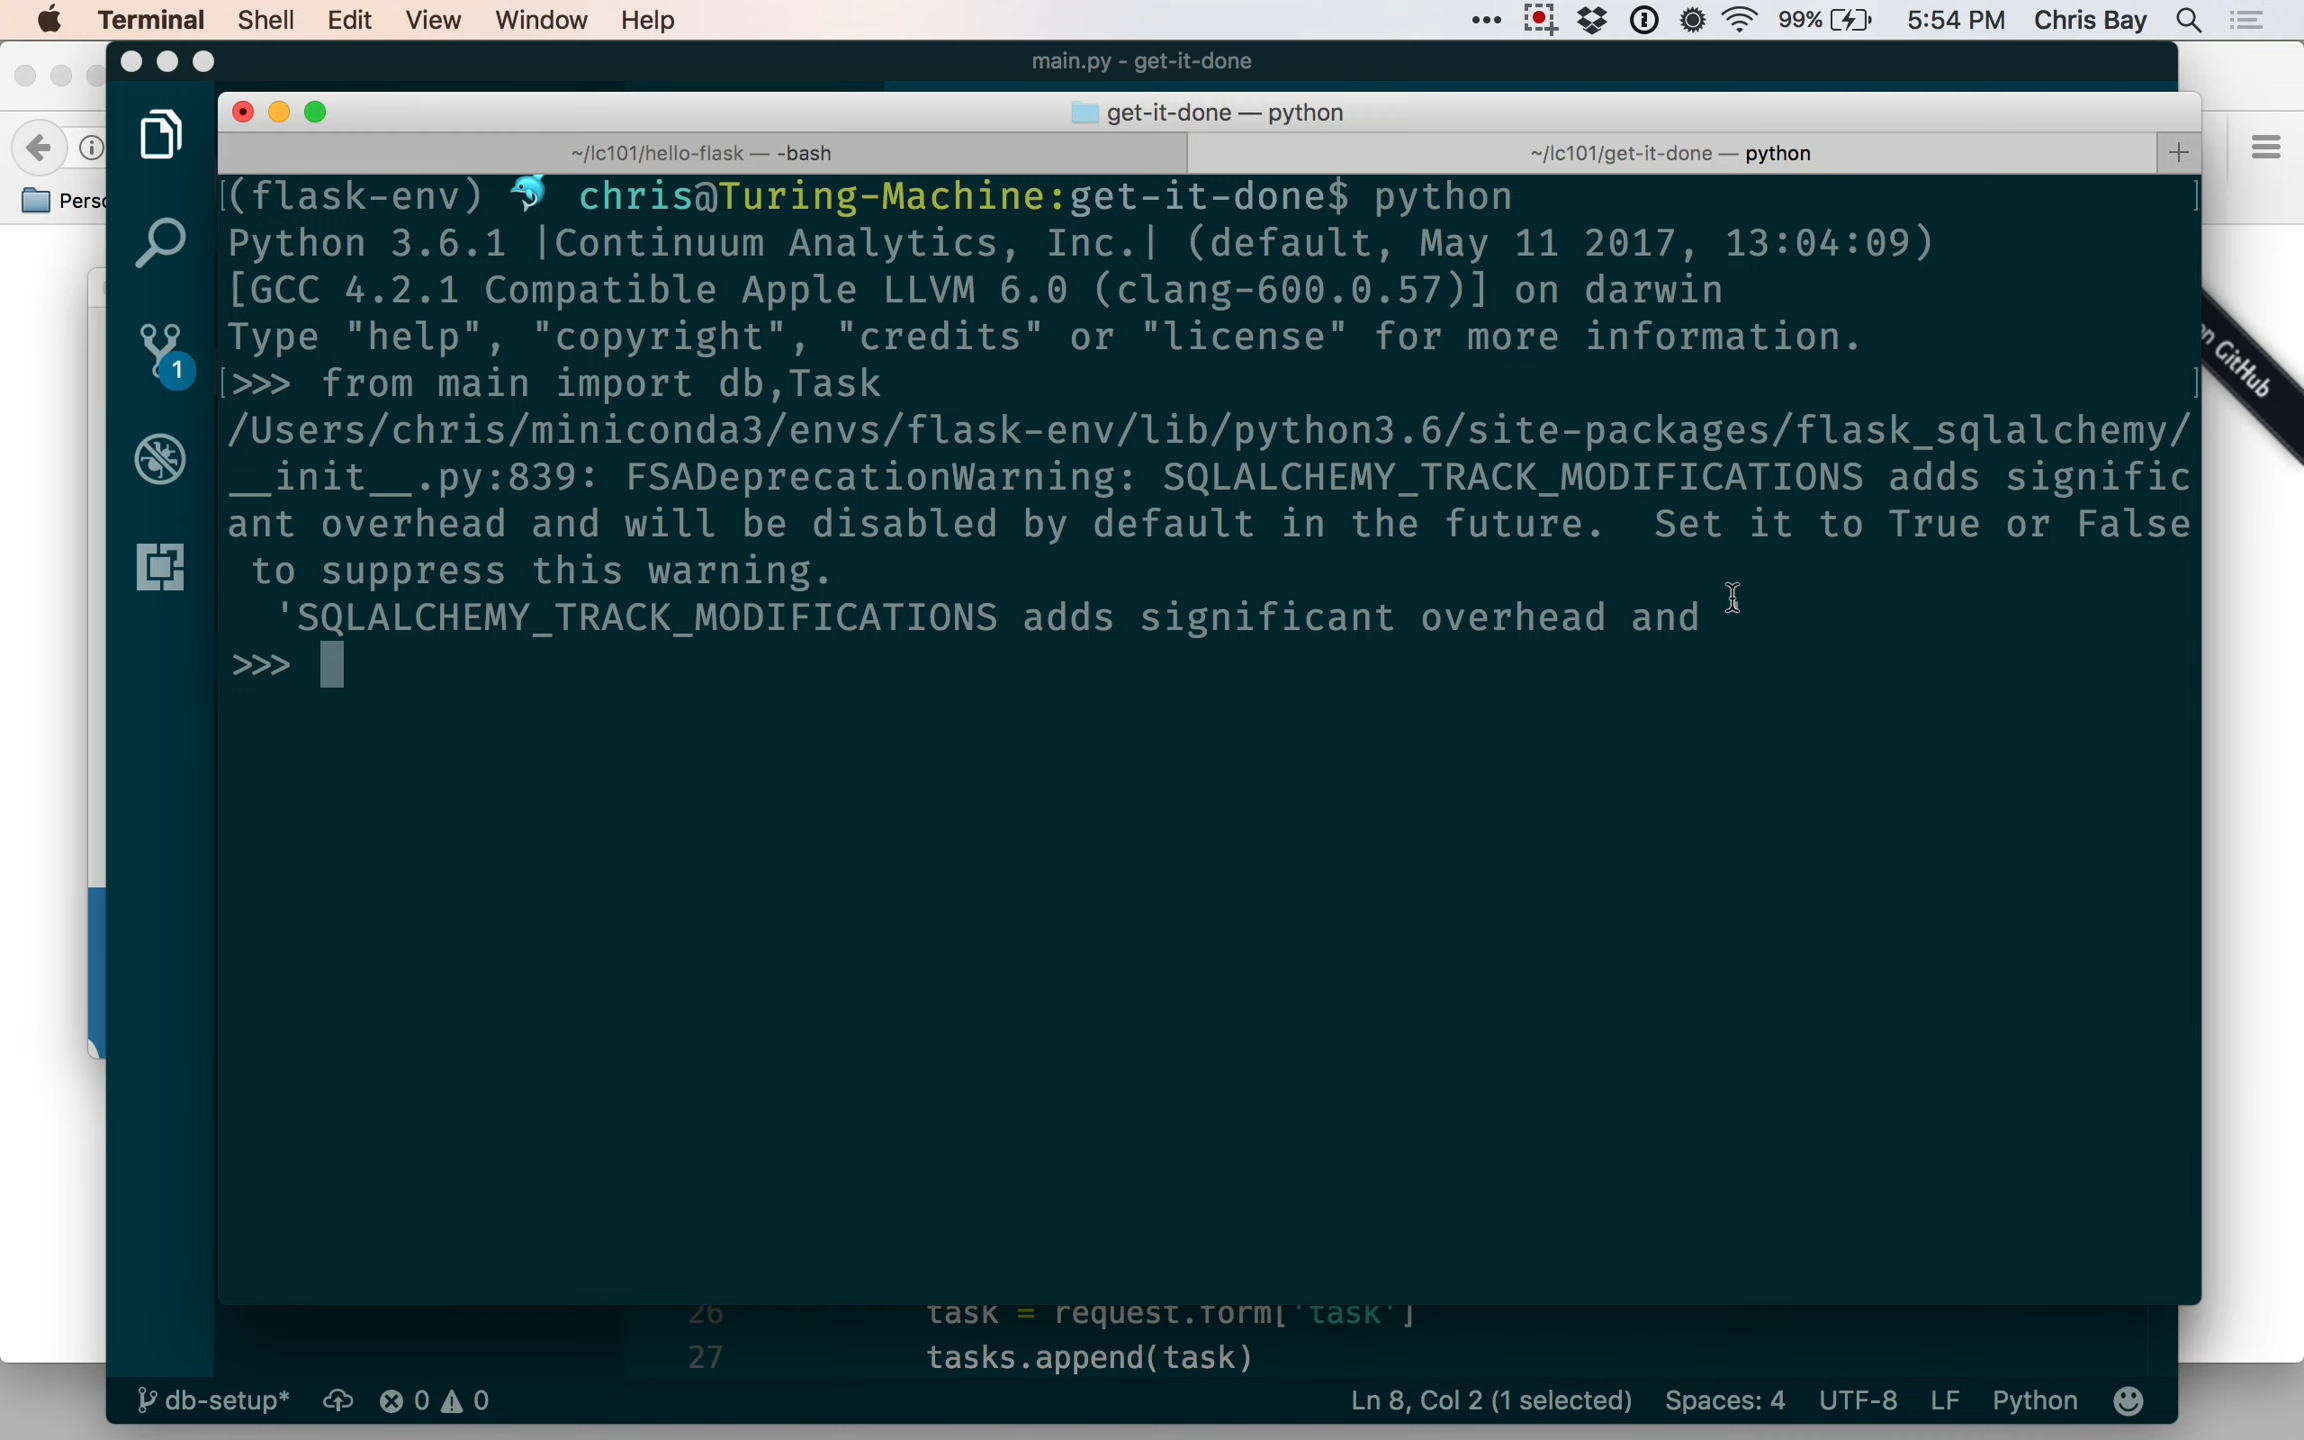 Terminal Shell Edit View Window Help 99% 5:54 PM Chris Bay
main.py - get-it-done
get-it-done — python
~/lc101/hello-flask — -bash
~/lc101/get-it-done — python
(flask-env) 🐬 chris@Turing-Machine:get-it-done$ python
Python 3.6.1 |Continuum Analytics, Inc.| (default, May 11 2017, 13:04:09)
[GCC 4.2.1 Compatible Apple LLVM 6.0 (clang-600.0.57)] on darwin
Type "help", "copyright", "credits" or "license" for more information.
>>> from main import db,Task
/Users/chris/miniconda3/envs/flask-env/lib/python3.6/site-packages/flask_sqlalchemy/
__init__.py:839: FSADeprecationWarning: SQLALCHEMY_TRACK_MODIFICATIONS adds signific
ant overhead and will be disabled by default in the future.  Set it to True or False
to suppress this warning.
'SQLALCHEMY_TRACK_MODIFICATIONS adds significant overhead and
>>>
GitHub
1
26 task = request.form['task']
27 tasks.append(task)
db-setup* 0 0 Ln 8, Col 2 (1 selected) Spaces: 4 UTF-8 LF Python